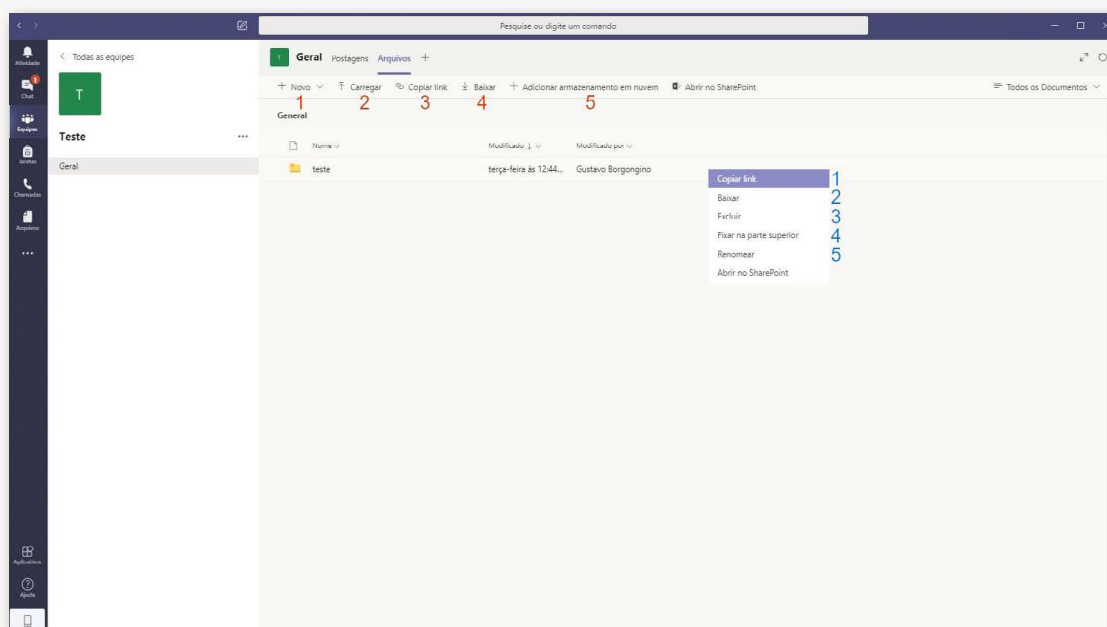 Pesquise ou digite um comando
Atividade
Chat
1
Equipes
Tarefas
Chamadas
Arquivos
Aplicativos
Ajuda
< Todas as equipes
T
Teste
Geral
T Geral Postagens Arquivos +
+ Novo Carregar Copiar link Baixar + Adicionar armazenamento em nuvem Abrir no SharePoint Todos os Documentos
1 2 3 4 5
General
Nome Modificado ↓ Modificado por
teste terça-feira às 12:44... Gustavo Borgongino
Copiar link 1
Baixar 2
Excluir 3
Fixar na parte superior 4
Renomear 5
Abrir no SharePoint